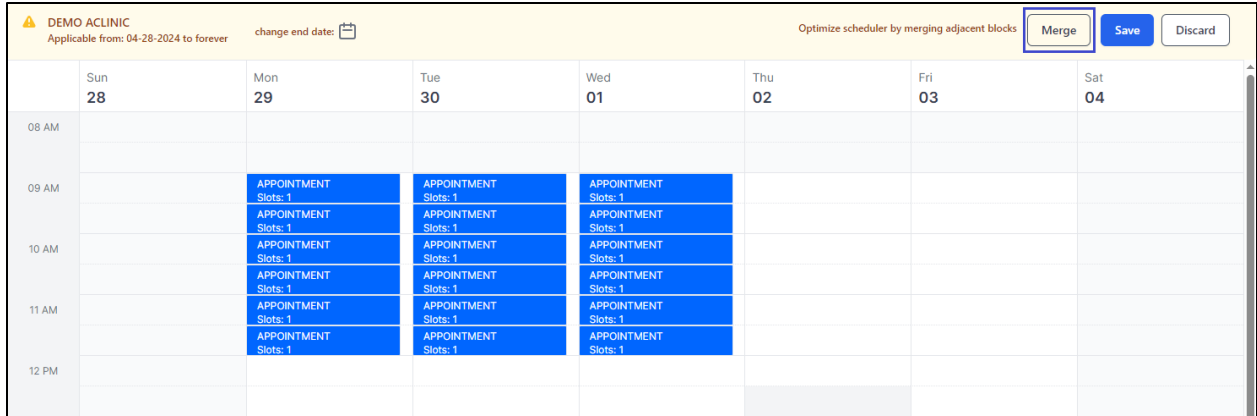 DEMO ACLINIC
Applicable from: 04-28-2024 to forever
change end date:
Optimize scheduler by merging adjacent blocks
Merge
Save
Discard
Sun Mon Tue Wed Thu Fri Sat
28 29 30 01 02 03 04
08 AM
09 AM
APPOINTMENT APPOINTMENT APPOINTMENT
Slots: 1 Slots: 1 Slots: 1
APPOINTMENT APPOINTMENT APPOINTMENT
Slots: 1 Slots: 1 Slots: 1
10 AM
APPOINTMENT APPOINTMENT APPOINTMENT
Slots: 1 Slots: 1 Slots: 1
APPOINTMENT APPOINTMENT APPOINTMENT
Slots: 1 Slots: 1 Slots: 1
11 AM
APPOINTMENT APPOINTMENT APPOINTMENT
Slots: 1 Slots: 1 Slots: 1
APPOINTMENT APPOINTMENT APPOINTMENT
Slots: 1 Slots: 1 Slots: 1
12 PM